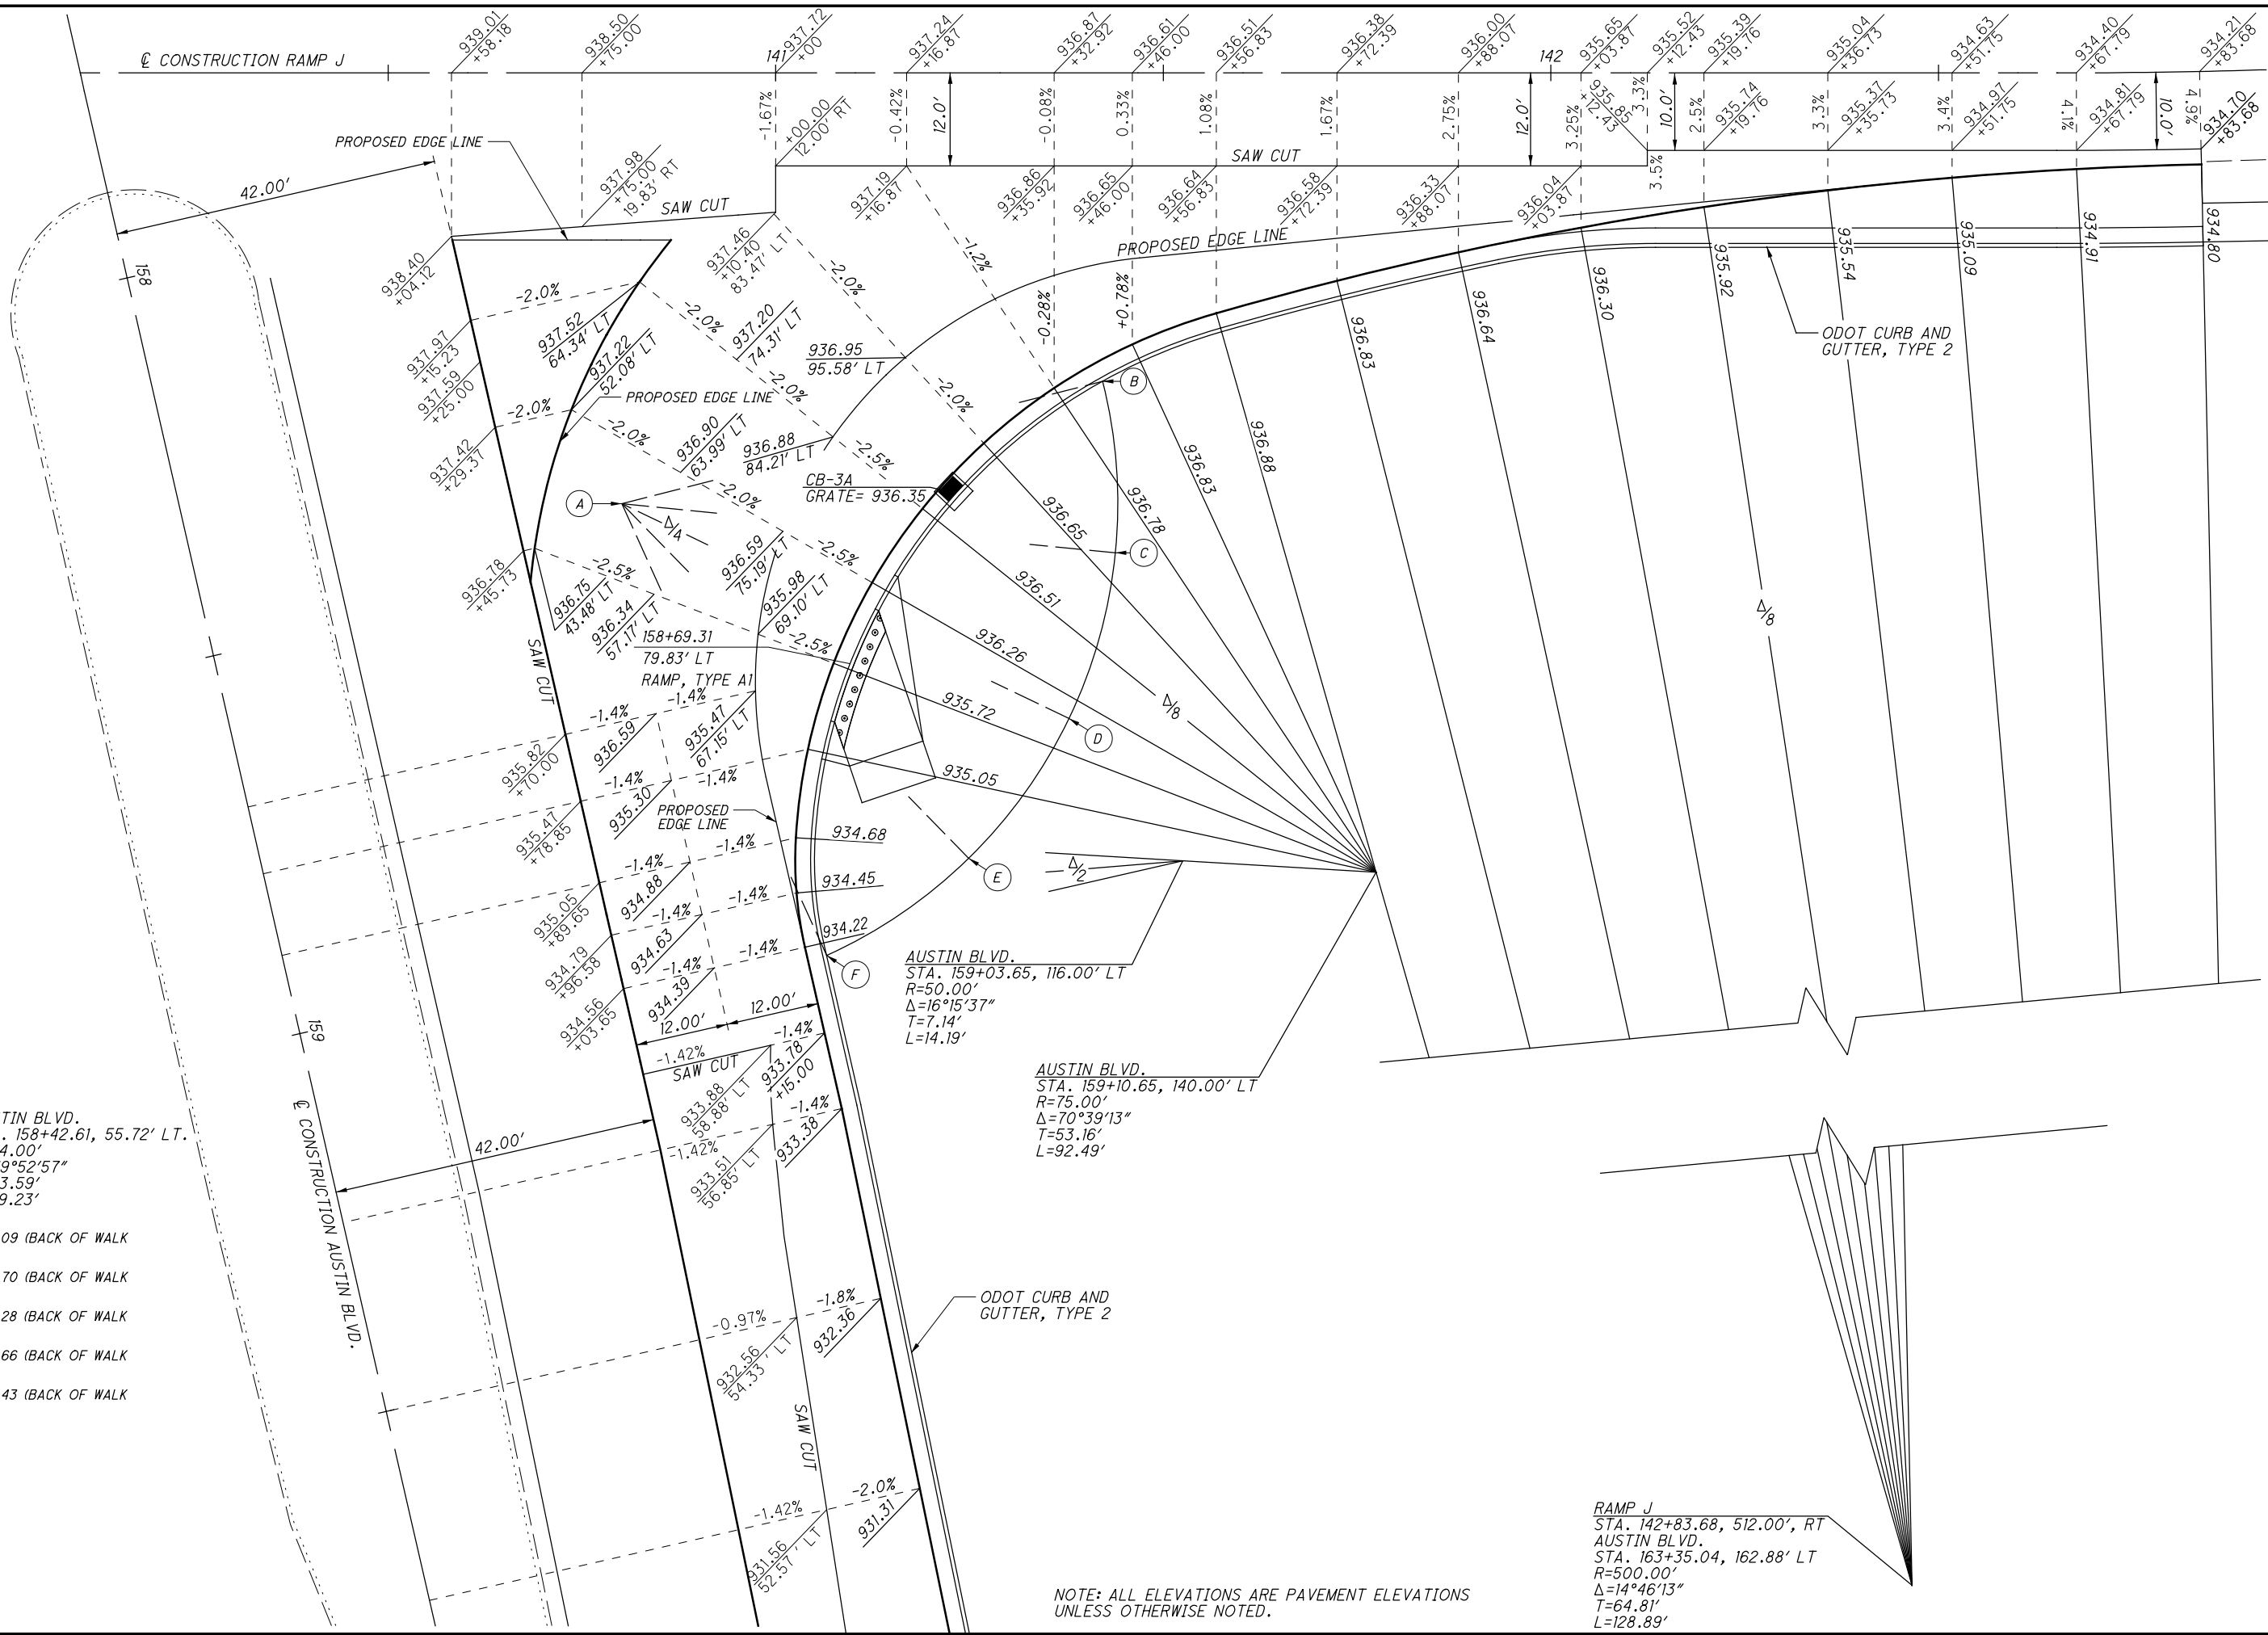 ℄ CONSTRUCTION RAMP J
939.01
+58.18
938.50
+75.00
141
937.72
+00
937.24
+16.87
936.87
+32.92
936.61
+46.00
936.51
+56.83
936.38
+72.39
936.00
+88.07
142
935.65
+03.87
935.52
+12.43
935.39
+19.76
935.04
+36.73
934.63
+51.75
934.40
+67.79
934.21
+83.68
-1.67%
+00.00
12.00' RT
-0.42%
12.0'
-0.08%
0.33%
1.08%
1.67%
2.75%
12.0'
3.25%
935.85
+12.43
3.3%
10.0'
2.5%
935.74
+19.76
3.3%
935.37
+35.73
3.4%
934.97
+51.75
4.1%
934.81
+67.79
10.0'
4.9%
934.70
+83.68
3.5%
PROPOSED EDGE LINE
42.00'
937.98
+75.00
19.83' RT
SAW CUT
SAW CUT
937.19
+16.87
936.86
+35.92
936.65
+46.00
936.64
+56.83
936.58
+72.39
936.33
+88.07
936.04
+03.87
938.40
+04.12
937.46
+10.40
83.47' LT
-2.0%
-1.2%
PROPOSED EDGE LINE
-0.28%
+0.78%
158
-2.0%
937.52
64.34' LT
-2.0%
937.20
74.31' LT
937.97
+15.23
937.59
+25.00
937.22
52.08' LT
936.95
95.58' LT
-2.0%
-2.0%
PROPOSED EDGE LINE
-2.0%
937.42
+29.37
-2.0%
936.90
63.99' LT
936.88
84.21' LT
-2.5%
CB-3A
GRATE= 936.35
-2.0%
A
Δ/4
B
C
936.83
936.64
936.30
935.92
935.54
935.09
934.91
934.80
ODOT CURB AND
GUTTER, TYPE 2
936.88
936.83
936.78
936.65
936.51
936.26
935.72
935.05
Δ/8
Δ/8
936.78
+45.73
-2.5%
936.75
43.48' LT
936.34
57.17' LT
936.59
75.19' LT
-2.5%
935.98
69.10' LT
-2.5%
158+69.31
79.83' LT
RAMP, TYPE A1
SAW CUT
D
935.82
+70.00
-1.4%
936.59
-1.4%
935.47
67.15' LT
935.47
+78.85
-1.4%
935.30
-1.4%
PROPOSED
EDGE LINE
934.68
935.05
+89.65
-1.4%
934.88
-1.4%
934.45
934.79
+96.58
-1.4%
934.63
-1.4%
934.22
934.56
+03.65
-1.4%
934.39
-1.4%
E
Δ/2
F
12.00'
12.00'
159
-1.42%
SAW CUT
-1.4%
933.78
+15.00
933.88
58.88' LT
-1.4%
933.38
-1.42%
933.51
56.85' LT
42.00'
AUSTIN BLVD.
STA. 159+03.65, 116.00' LT
R=50.00'
Δ=16°15'37"
T=7.14'
L=14.19'
AUSTIN BLVD.
STA. 159+10.65, 140.00' LT
R=75.00'
Δ=70°39'13"
T=53.16'
L=92.49'
TIN BLVD.
. 158+42.61, 55.72' LT.
4.00'
9°52'57"
3.59'
9.23'
09 (BACK OF WALK
70 (BACK OF WALK
28 (BACK OF WALK
66 (BACK OF WALK
43 (BACK OF WALK
℄ CONSTRUCTION AUSTIN BLVD.
-1.8%
932.36
-0.97%
932.56
54.33' LT
ODOT CURB AND
GUTTER, TYPE 2
SAW CUT
-2.0%
931.31
-1.42%
931.56
52.57' LT
NOTE: ALL ELEVATIONS ARE PAVEMENT ELEVATIONS
UNLESS OTHERWISE NOTED.
RAMP J
STA. 142+83.68, 512.00', RT
AUSTIN BLVD.
STA. 163+35.04, 162.88' LT
R=500.00'
Δ=14°46'13"
T=64.81'
L=128.89'